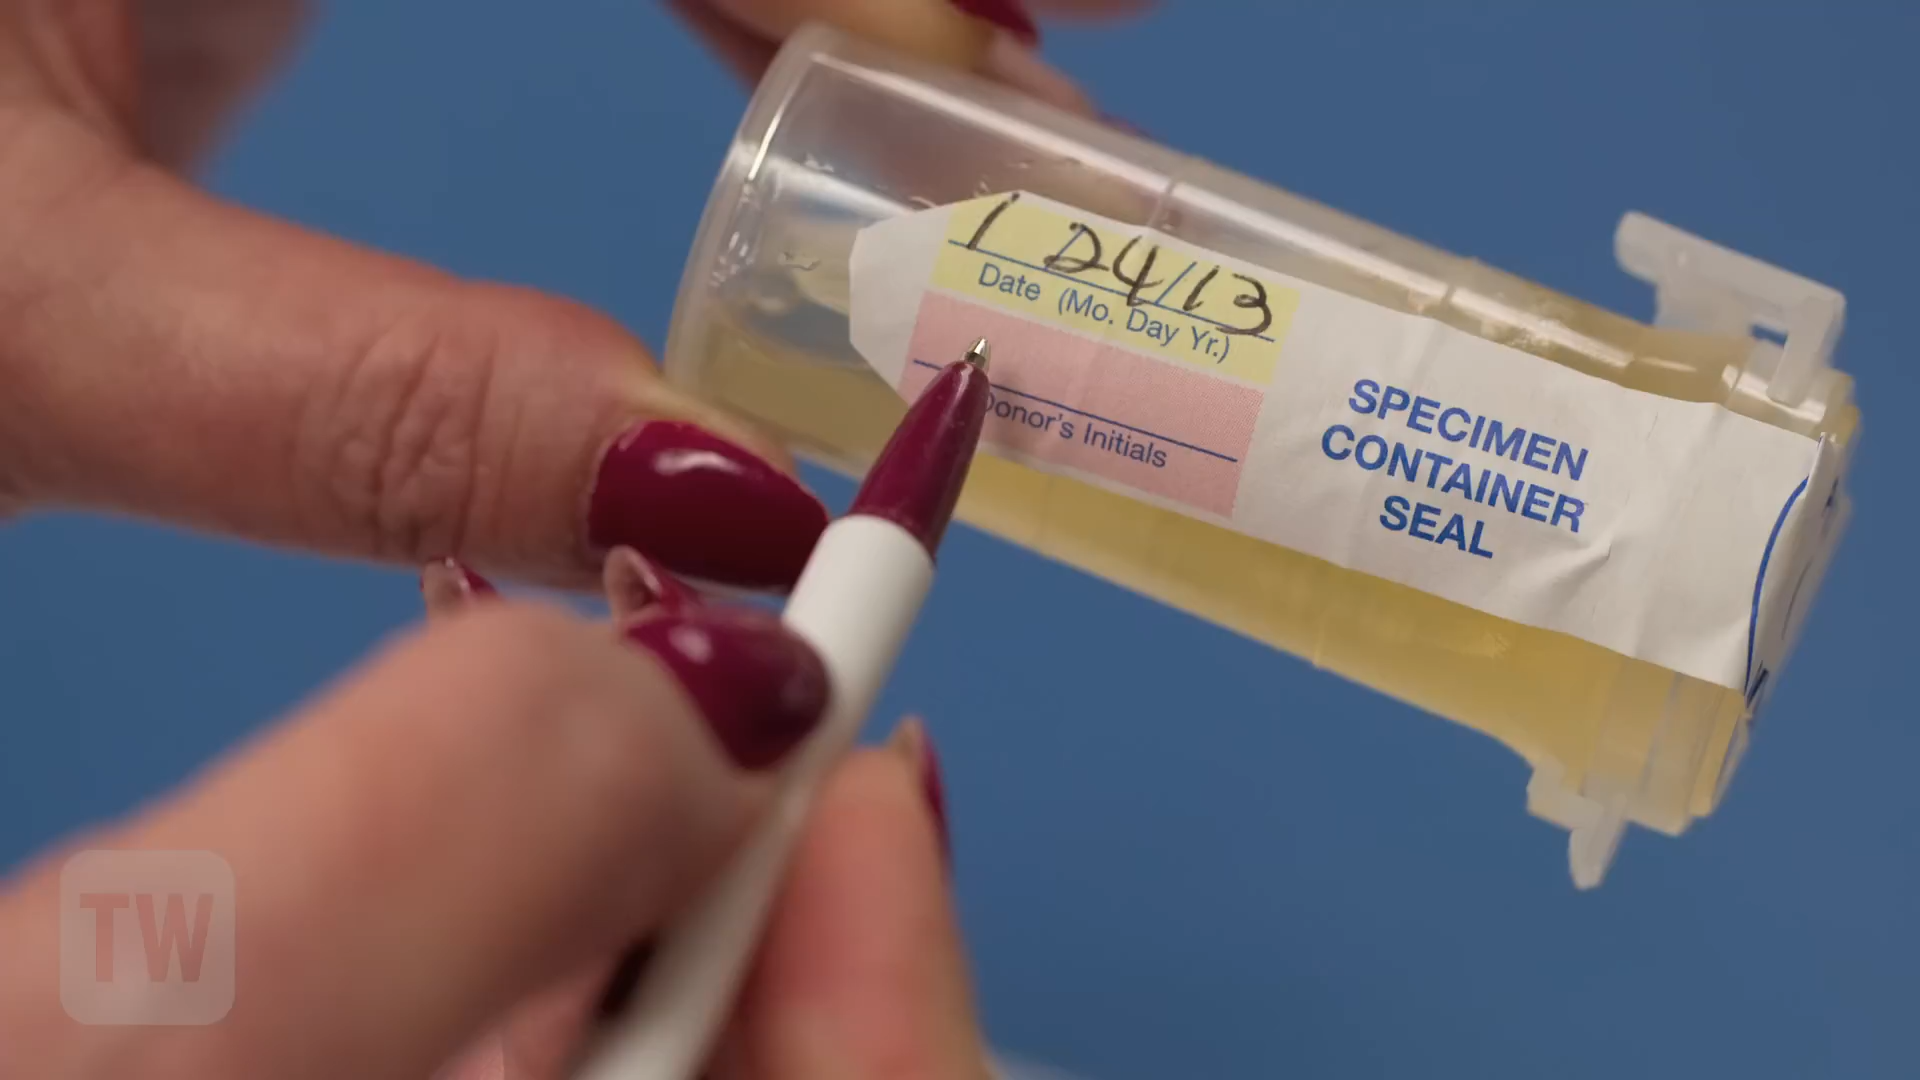 1 24/13
Date (Mo. Day Yr.)
Donor's Initials
SPECIMEN
CONTAINER
SEAL
TW